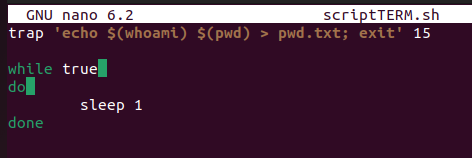 GNU nano 6.2 scriptTERM.sh
trap 'echo $(whoami) $(pwd) > pwd.txt; exit' 15
while true
do
sleep 1
done